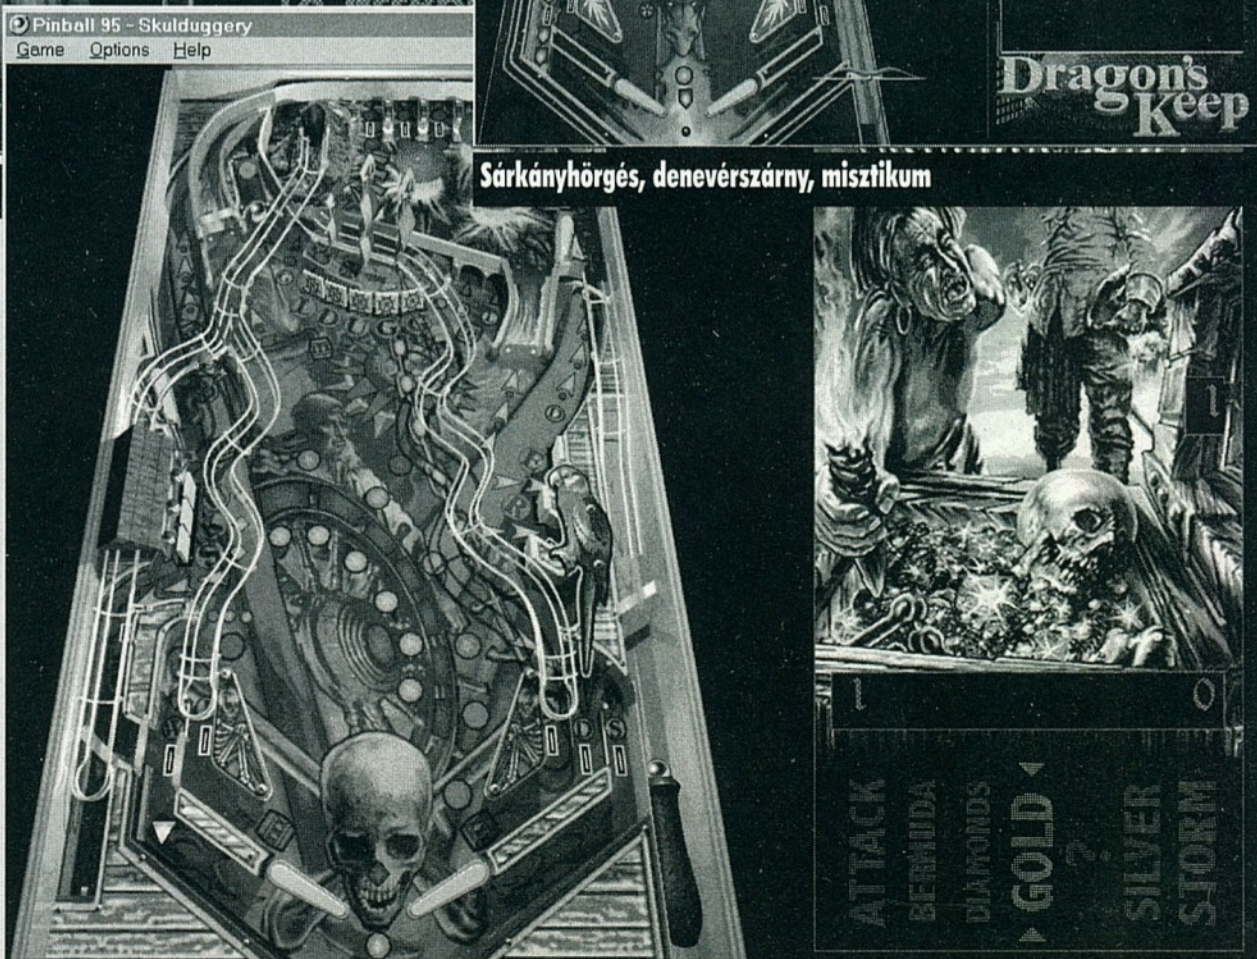 Pinball 95 - Skulduggery
Game Options Help
Dragon's
Keep
Sárkányhörgés, denevérszárny, misztikum
LDUGG
1
1 0
ATTACK
BERMUDA
DIAMONDS
GOLD
?
SILVER
STORM